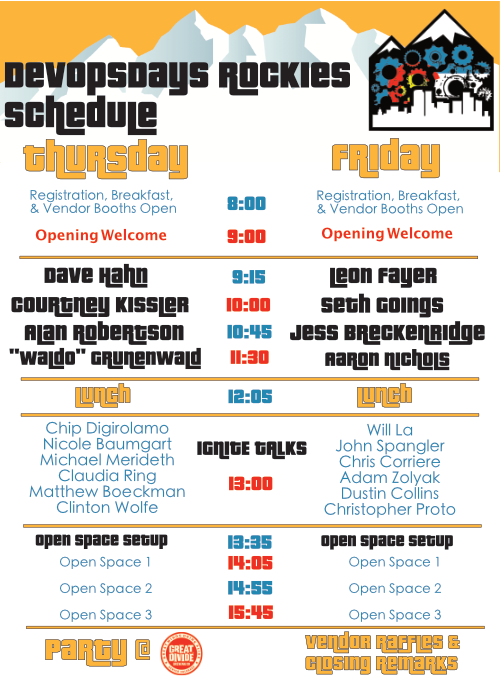 DevOpsDays Rockies
Schedule
Thursday
Friday
Registration, Breakfast,
& Vendor Booths Open
8:00
Registration, Breakfast,
& Vendor Booths Open
Opening Welcome
9:00
Opening Welcome
Dave Hahn
9:15
Leon Fayer
Courtney Kissler
10:00
Seth Goings
Alan Robertson
10:45
Jess Breckenridge
"Waldo" Grunenwald
11:30
Aaron Nichols
Lunch
12:05
Lunch
Chip Digirolamo
Nicole Baumgart
Michael Merideth
Claudia Ring
Matthew Boeckman
Clinton Wolfe
Ignite Talks
13:00
Will La
John Spangler
Chris Corriere
Adam Zolyak
Dustin Collins
Christopher Proto
Open Space Setup
13:35
Open Space Setup
Open Space 1
14:05
Open Space 1
Open Space 2
14:55
Open Space 2
Open Space 3
15:45
Open Space 3
Party @
GREAT
DIVIDE
Vendor Raffles &
Closing Remarks